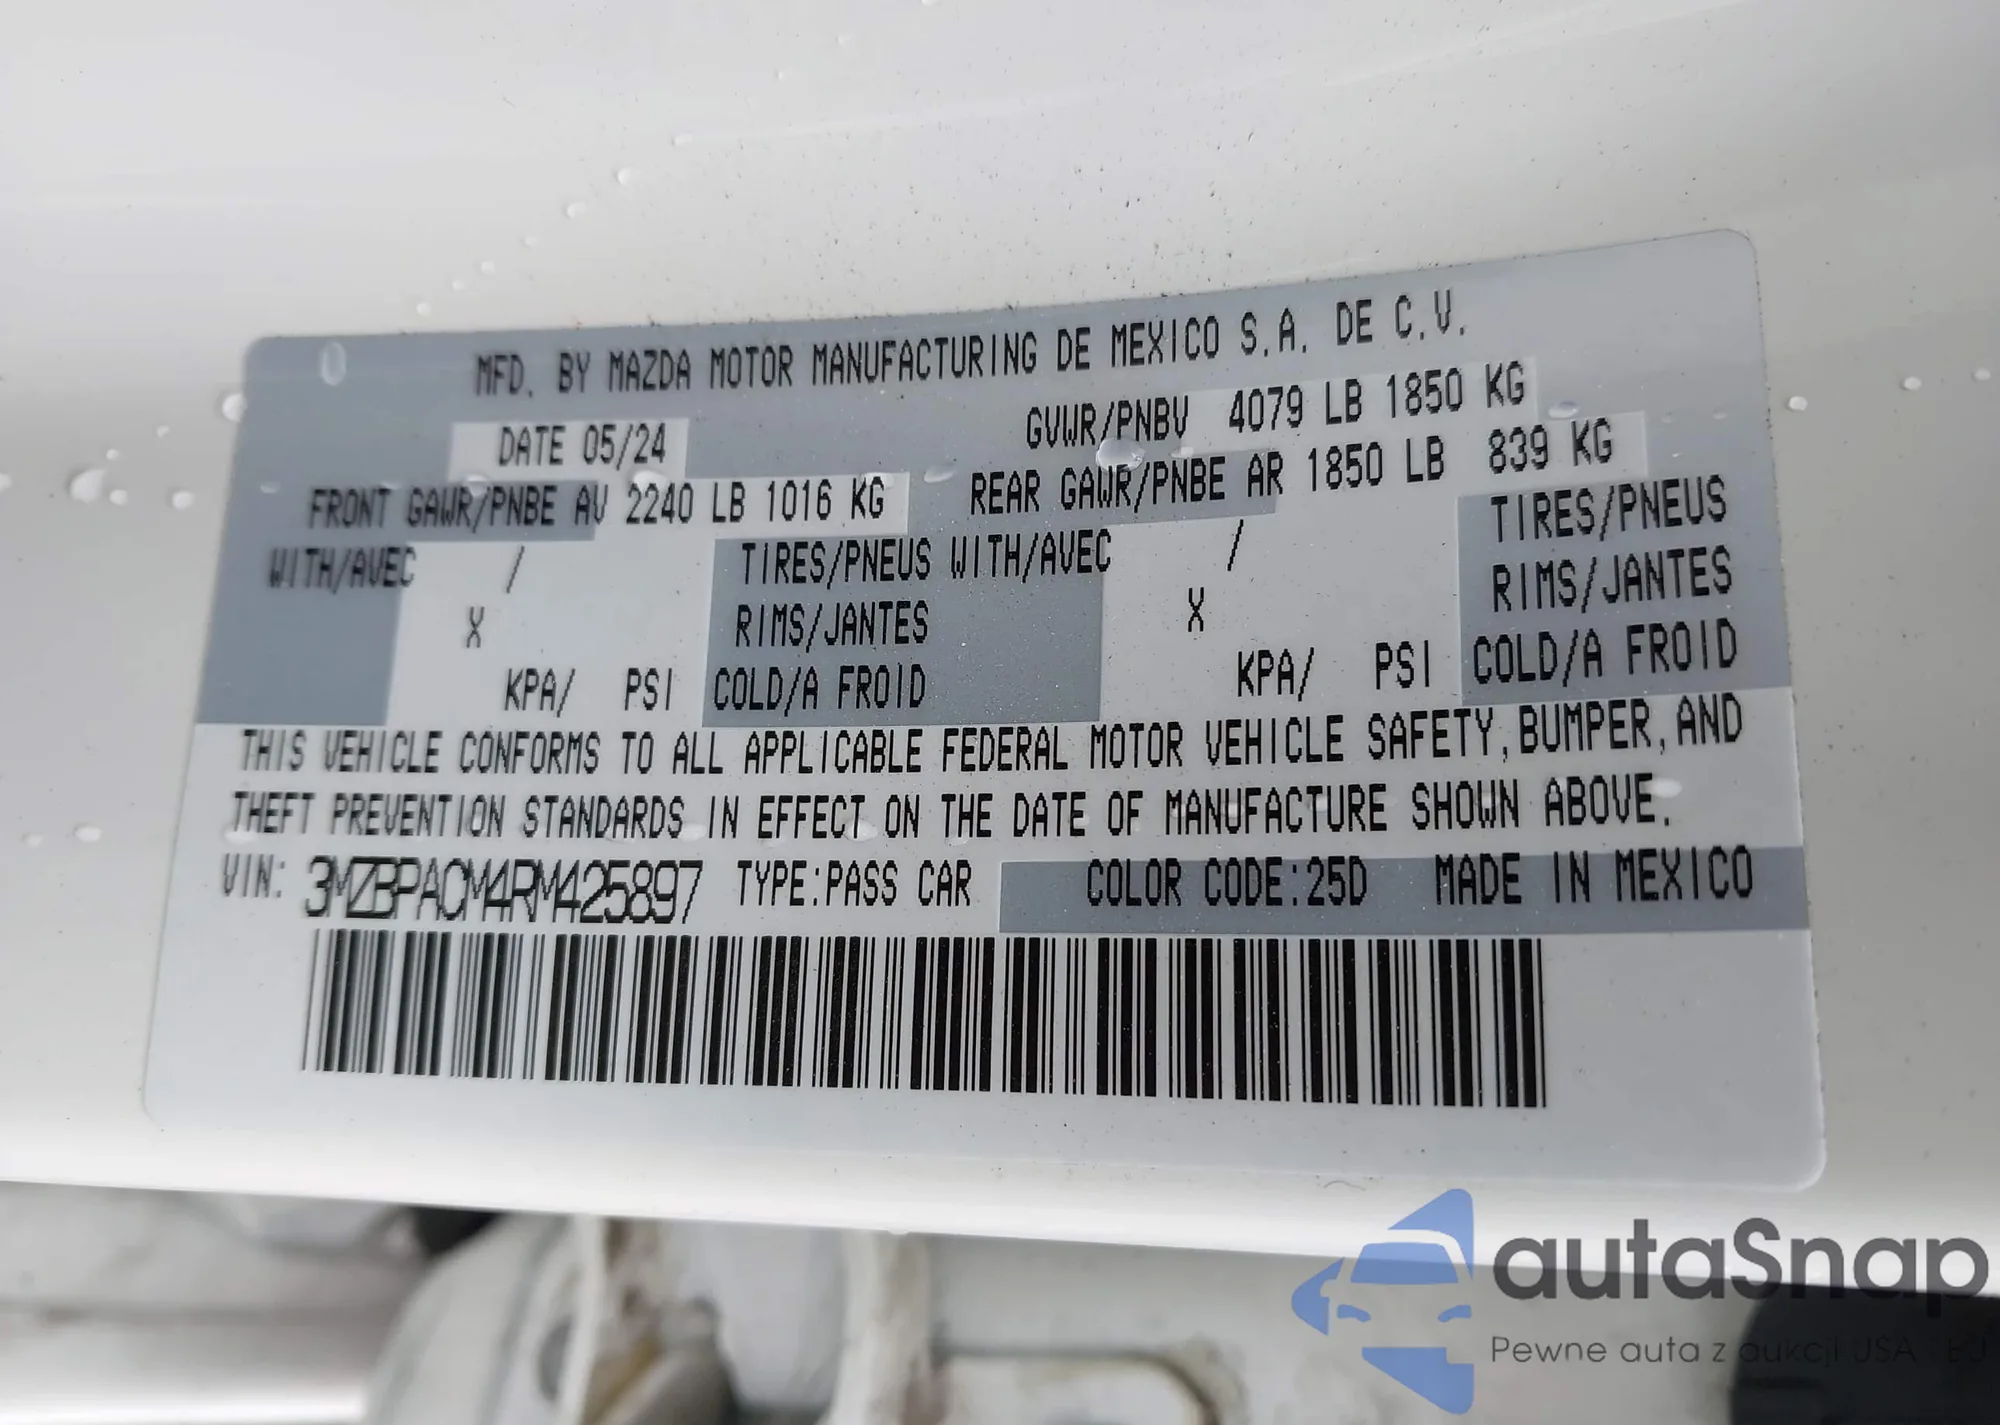 MFD. BY MAZDA MOTOR MANUFACTURING DE MEXICO S.A. DE C.V.
DATE 05/24 GVWR/PNBV 4079 LB 1850 KG
FRONT GAWR/PNBE AV 2240 LB 1016 KG REAR GAWR/PNBE AR 1850 LB 839 KG
WITH/AVEC / TIRES/PNEUS WITH/AVEC / TIRES/PNEUS
X RIMS/JANTES X RIMS/JANTES
KPA/ PSI COLD/A FROID KPA/ PSI COLD/A FROID
THIS VEHICLE CONFORMS TO ALL APPLICABLE FEDERAL MOTOR VEHICLE SAFETY, BUMPER, AND
THEFT PREVENTION STANDARDS IN EFFECT ON THE DATE OF MANUFACTURE SHOWN ABOVE.
VIN: 3MZBPACM4RM425897 TYPE:PASS CAR COLOR CODE:25D MADE IN MEXICO
autaSnap
Pewne auta z aukcji USA i EU